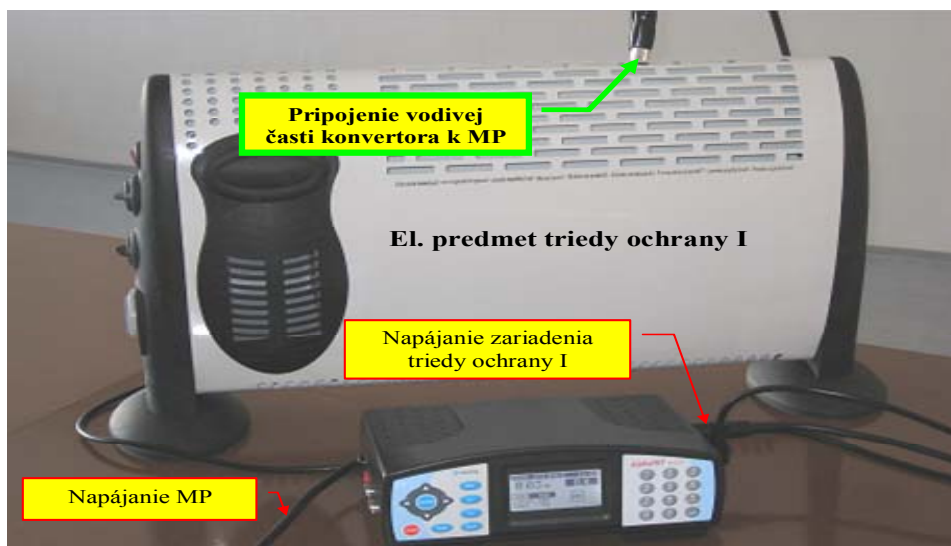 Pripojenie vodivej
časti konvertora k MP
El. predmet triedy ochrany I
Napájanie zariadenia
triedy ochrany I
Napájanie MP